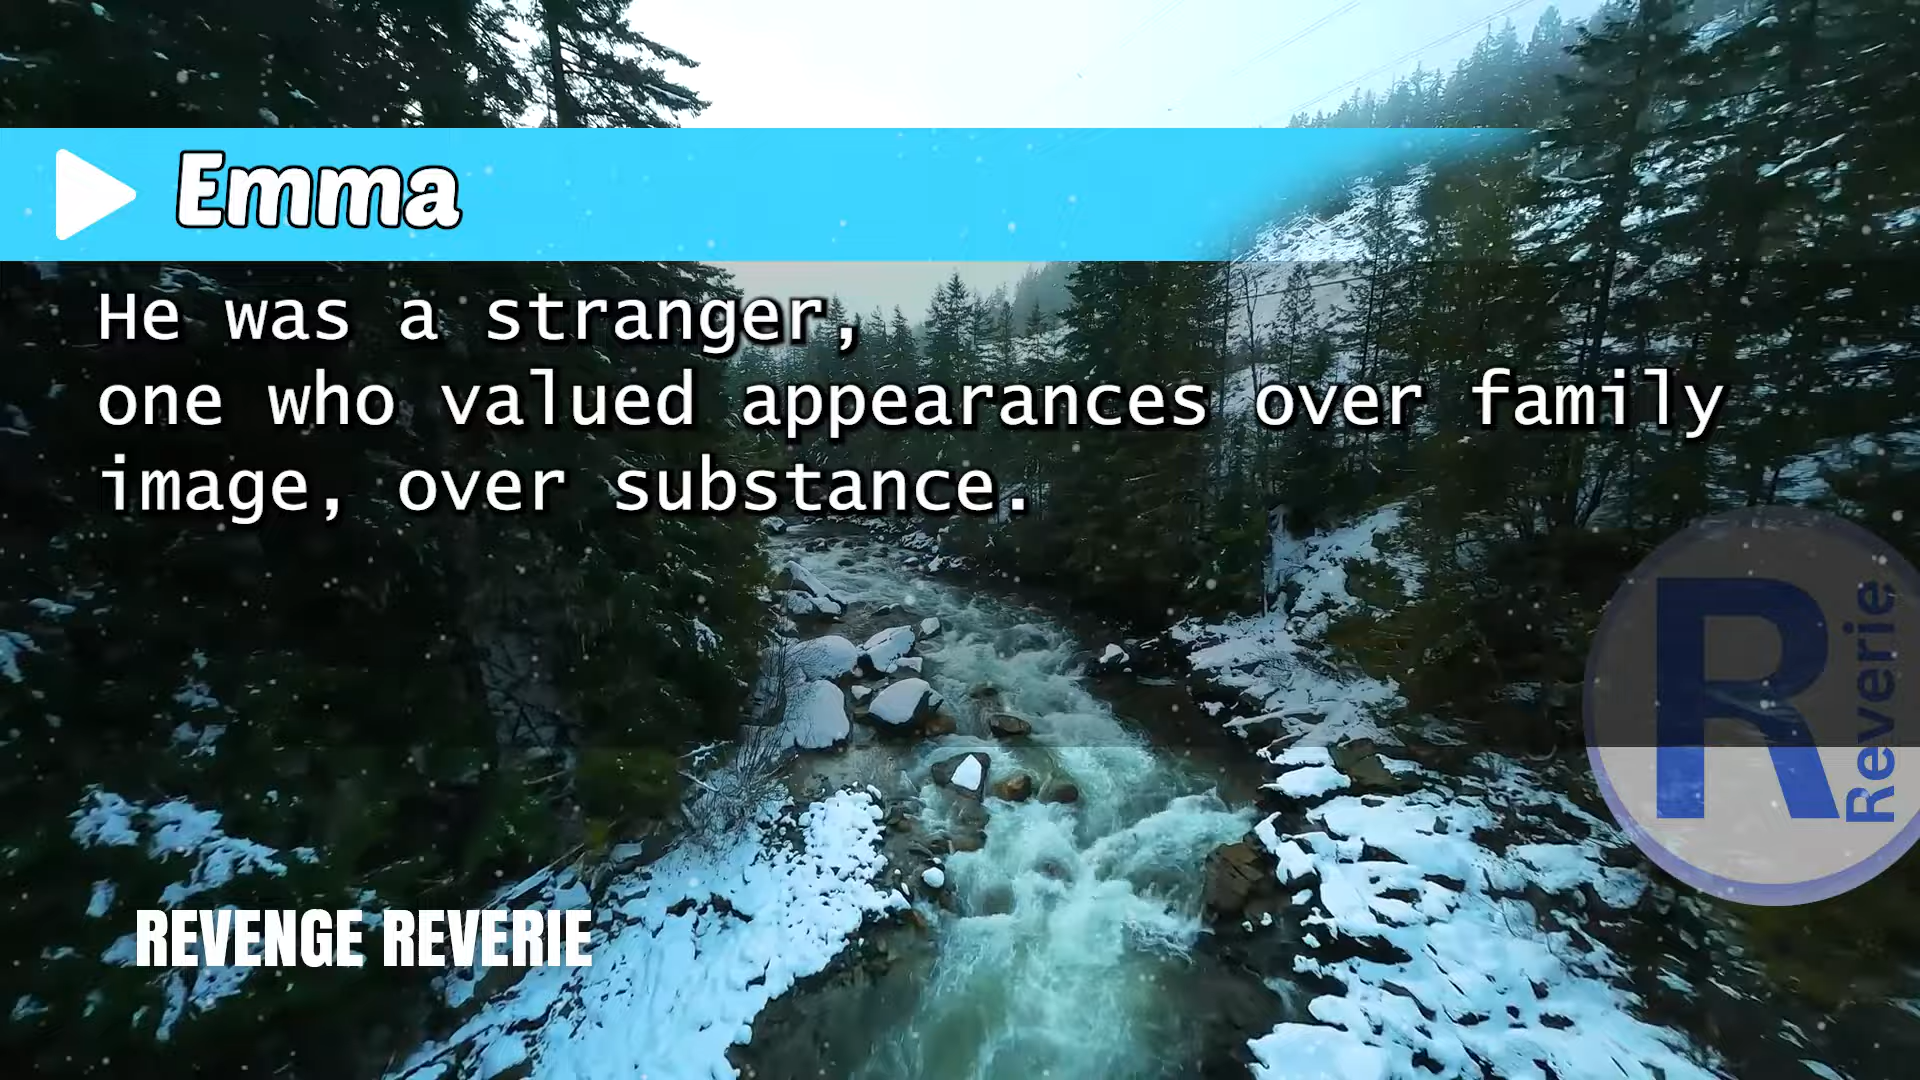 Emma
He was a stranger,
one who valued appearances over family
image, over substance.
R
Reverie
REVENGE REVERIE